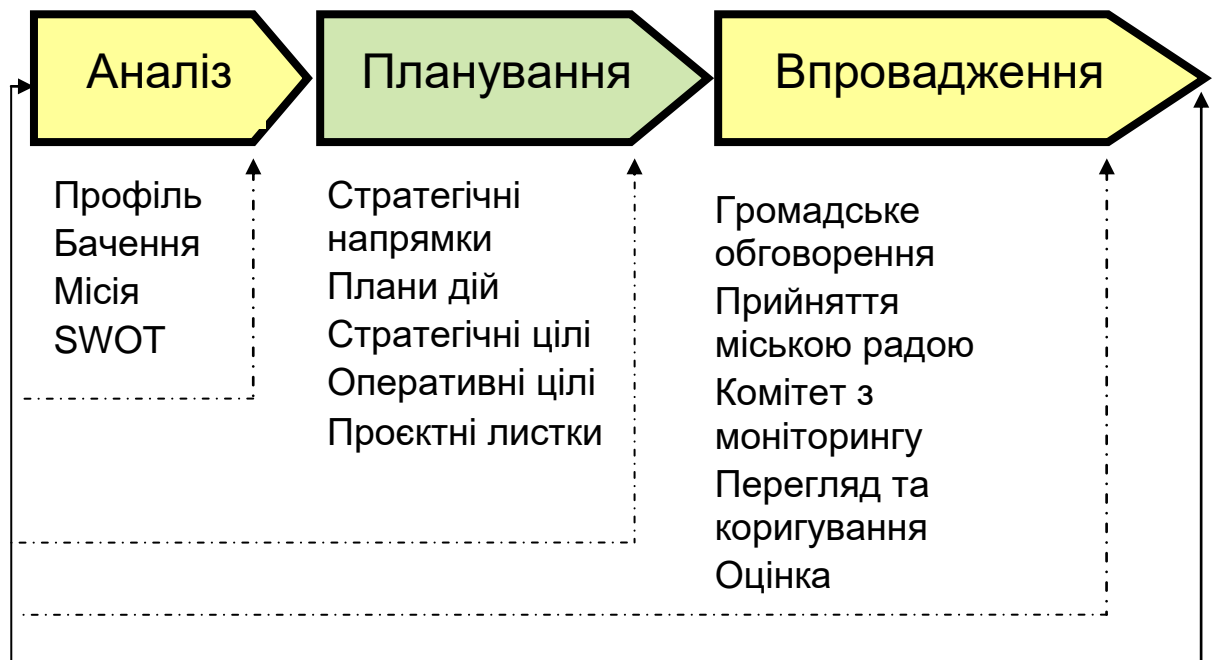 Аналіз
Планування
Впровадження
Профіль
Бачення
Місія
SWOT
Стратегічні
напрямки
Плани дій
Стратегічні цілі
Оперативні цілі
Проєктні листки
Громадське
обговорення
Прийняття
міською радою
Комітет з
моніторингу
Перегляд та
коригування
Оцінка